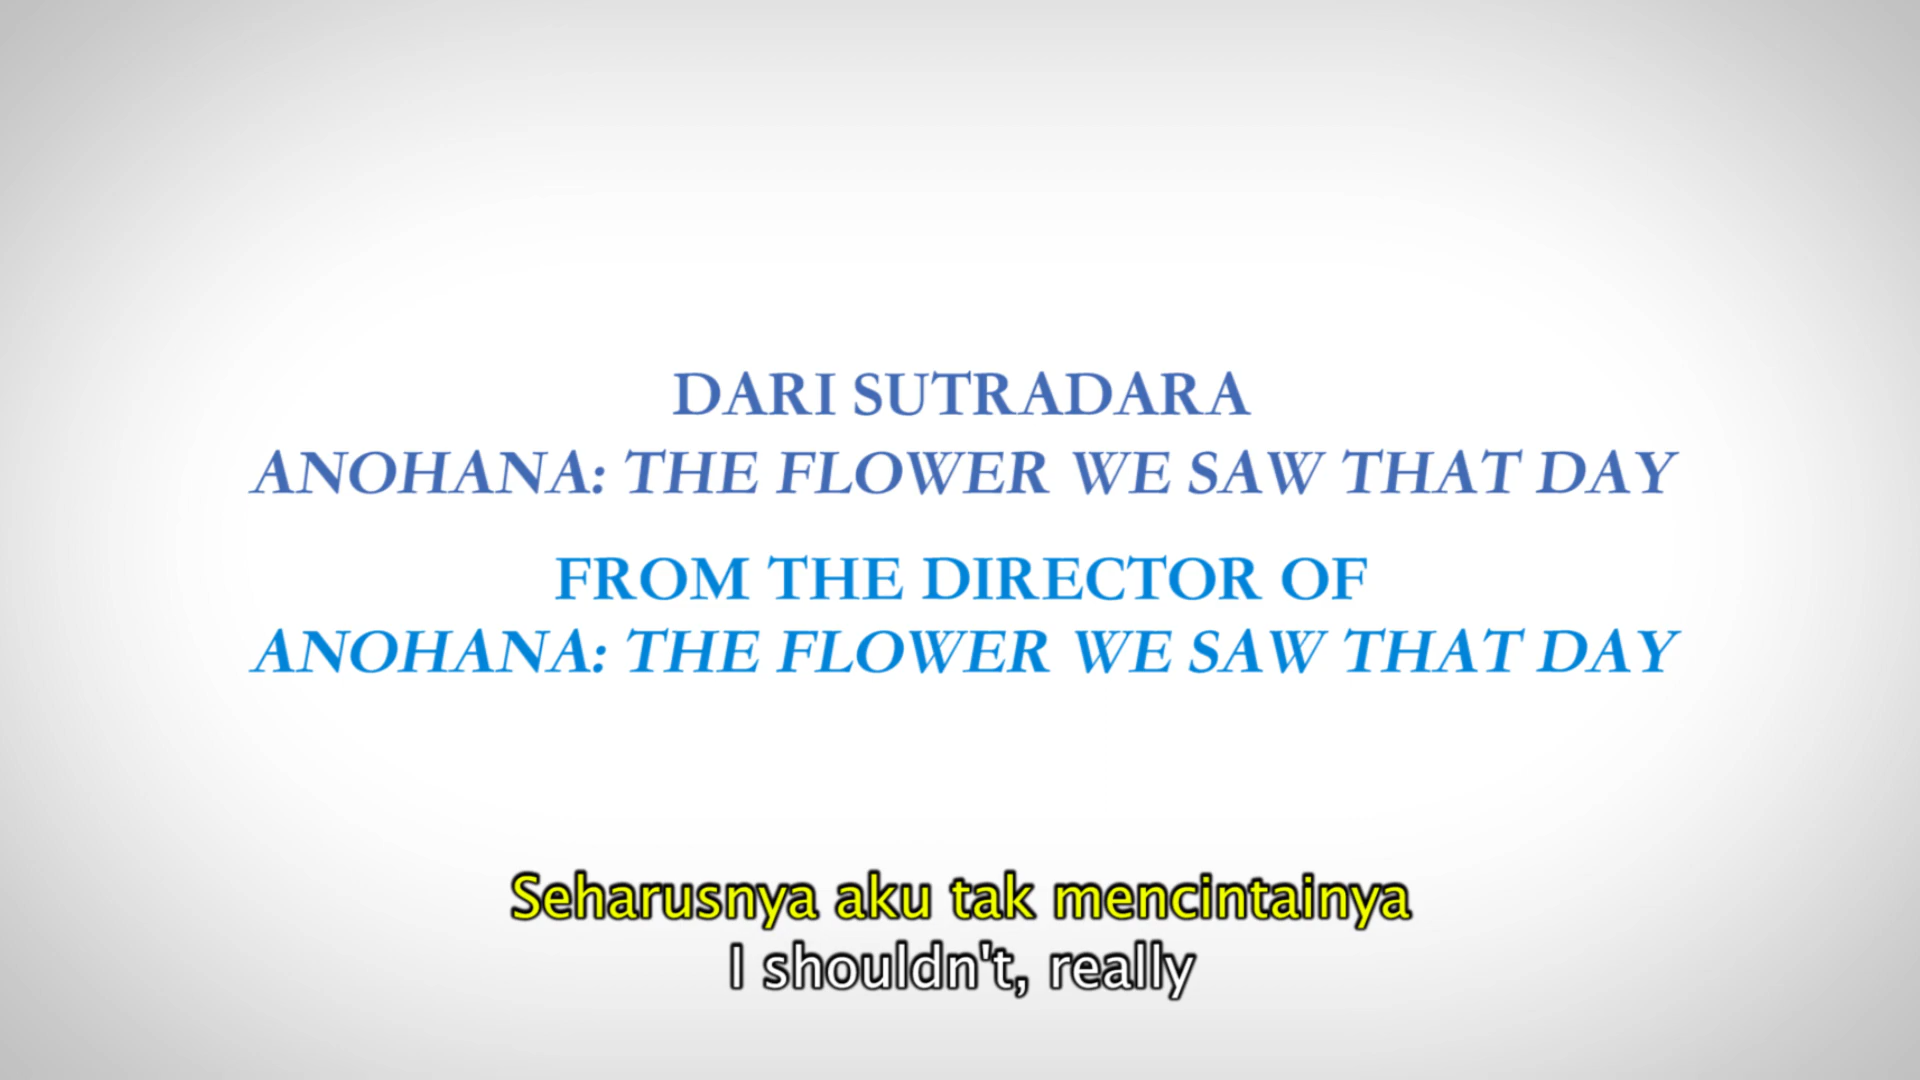 DARI SUTRADARA
ANOHANA: THE FLOWER WE SAW THAT DAY
FROM THE DIRECTOR OF
ANOHANA: THE FLOWER WE SAW THAT DAY
Seharusnya aku tak mencintainya
I shouldn't, really